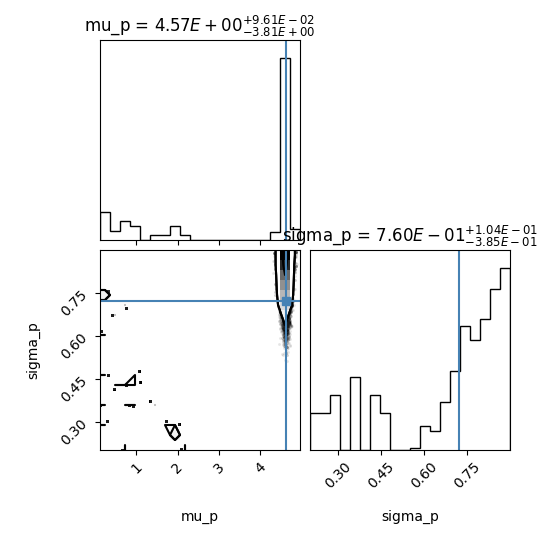 mu_p = 4.57E + 00 +9.61E − 02 −3.81E + 00
sigma_p = 7.60E − 01 +1.04E − 01 −3.85E − 01
sigma_p
0.75
0.60
0.45
0.30
1
2
3
4
mu_p
0.30
0.45
0.60
0.75
sigma_p